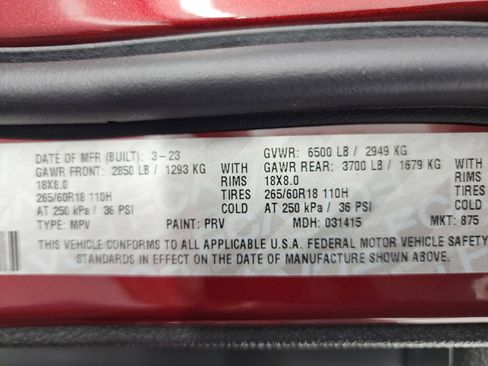 DATE OF MFR (BUILT): 3-23 GVWR: 6500 LB / 2949 KG
GAWR FRONT: 2850 LB / 1293 KG WITH GAWR REAR: 3700 LB / 1679 KG WITH
18X8.0 RIMS 18X8.0 RIMS
265/60R18 110H TIRES 265/60R18 110H TIRES
AT 250 kPa / 36 PSI COLD AT 250 kPa / 36 PSI COLD
TYPE: MPV PAINT: PRV MDH: 031415 MKT: 875
THIS VEHICLE CONFORMS TO ALL APPLICABLE U.S.A. FEDERAL MOTOR VEHICLE SAFETY
STANDARDS IN EFFECT ON THE DATE OF MANUFACTURE SHOWN ABOVE.